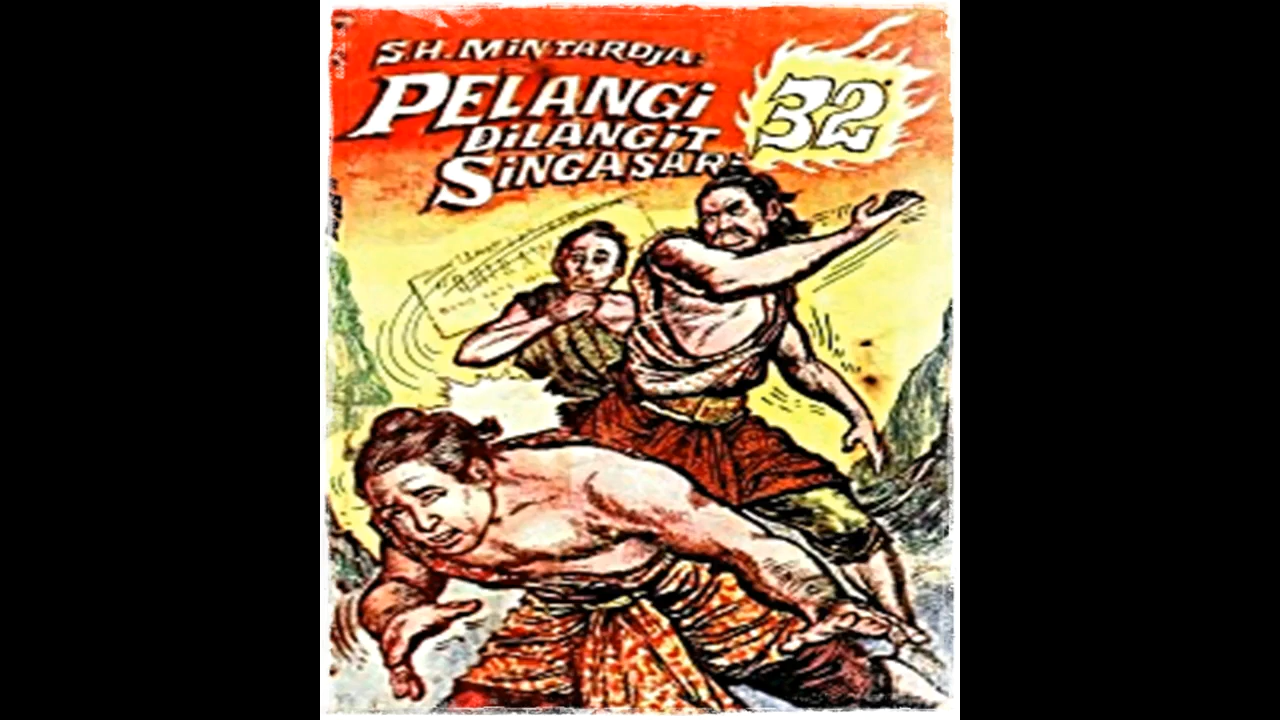 S.H. MINTARDJA:
PELANGI
DILANGIT
SINGASARI
32